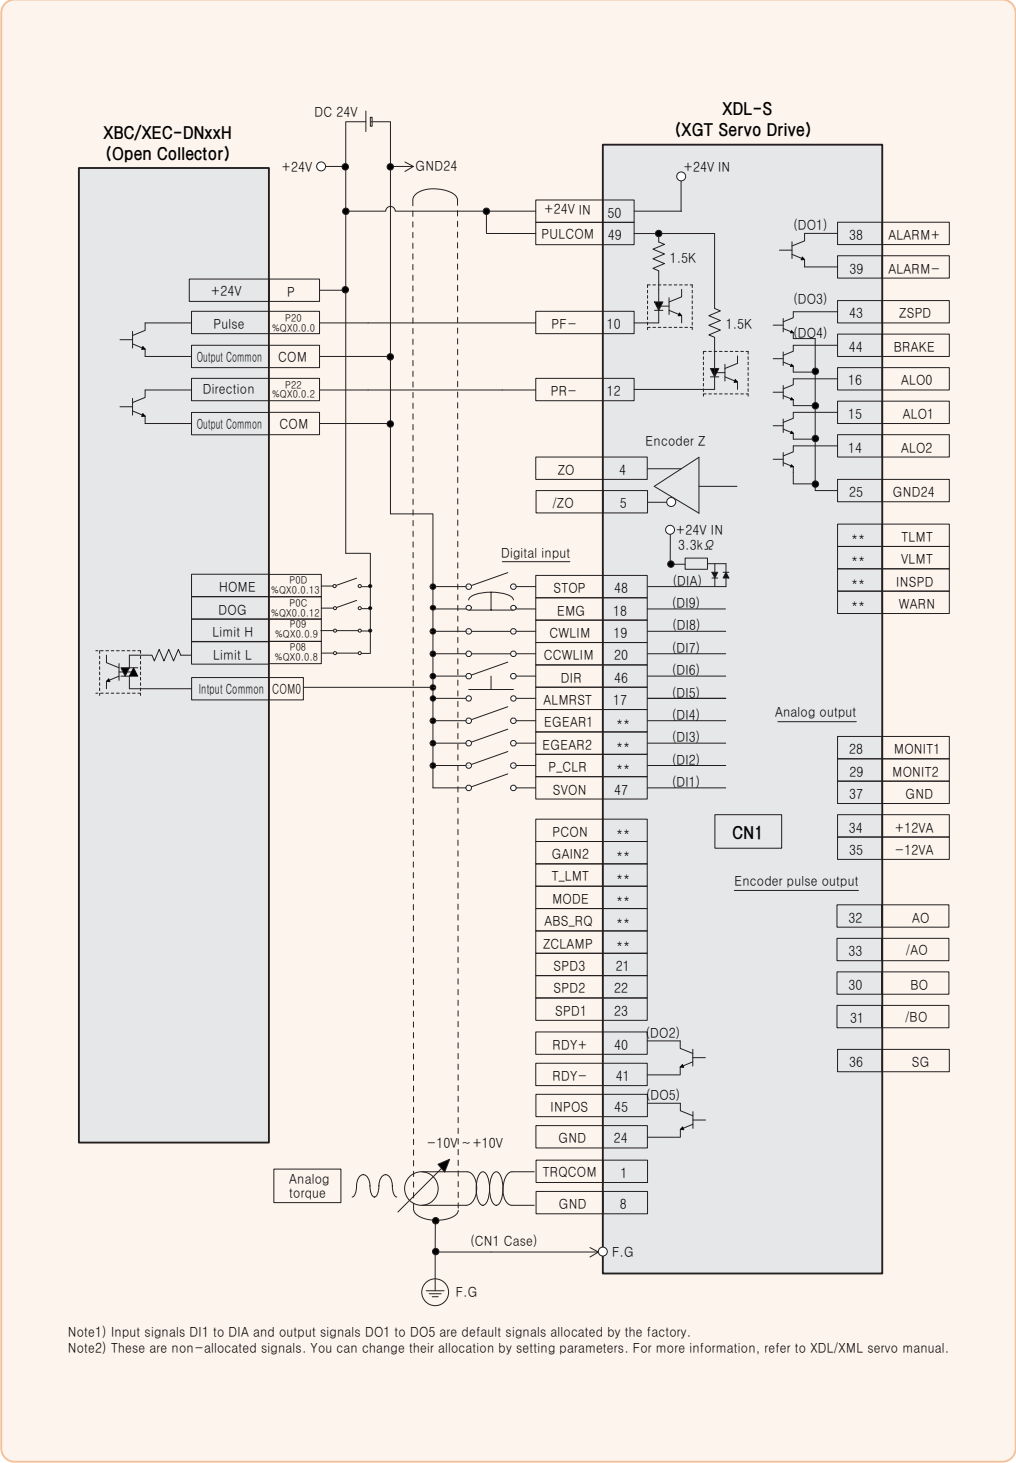 DC 24V
XBC/XEC-DNxxH
(Open Collector)
+24V
GND24
XDL-S
(XGT Servo Drive)
+24V IN
+24V IN 50
PULCOM 49
1.5K
1.5K
+24V P
Pulse P20 %QX0.0.0
Output Common COM
Direction P22 %QX0.0.2
Output Common COM
PF- 10
PR- 12
(DO1)
38 ALARM+
39 ALARM-
(DO3)
43 ZSPD
(DO4)
44 BRAKE
16 ALO0
15 ALO1
14 ALO2
25 GND24
Encoder Z
ZO 4
/ZO 5
+24V IN
3.3kΩ
** TLMT
** VLMT
** INSPD
** WARN
Digital input
HOME P0D %QX0.0.13
DOG P0C %QX0.0.12
Limit H P09 %QX0.0.9
Limit L P08 %QX0.0.8
Intput Common COM0
STOP 48 (DIA)
EMG 18 (DI9)
CWLIM 19 (DI8)
CCWLIM 20 (DI7)
DIR 46 (DI6)
ALMRST 17 (DI5)
EGEAR1 ** (DI4)
EGEAR2 ** (DI3)
P_CLR ** (DI2)
SVON 47 (DI1)
Analog output
28 MONIT1
29 MONIT2
37 GND
34 +12VA
35 -12VA
CN1
PCON **
GAIN2 **
T_LMT **
MODE **
ABS_RQ **
ZCLAMP **
SPD3 21
SPD2 22
SPD1 23
Encoder pulse output
32 AO
33 /AO
30 BO
31 /BO
36 SG
RDY+ 40 (DO2)
RDY- 41
INPOS 45 (DO5)
GND 24
-10V ~ +10V
Analog
torque
TRQCOM 1
GND 8
(CN1 Case)
F.G
F.G
Note1) Input signals DI1 to DIA and output signals DO1 to DO5 are default signals allocated by the factory.
Note2) These are non-allocated signals. You can change their allocation by setting parameters. For more information, refer to XDL/XML servo manual.